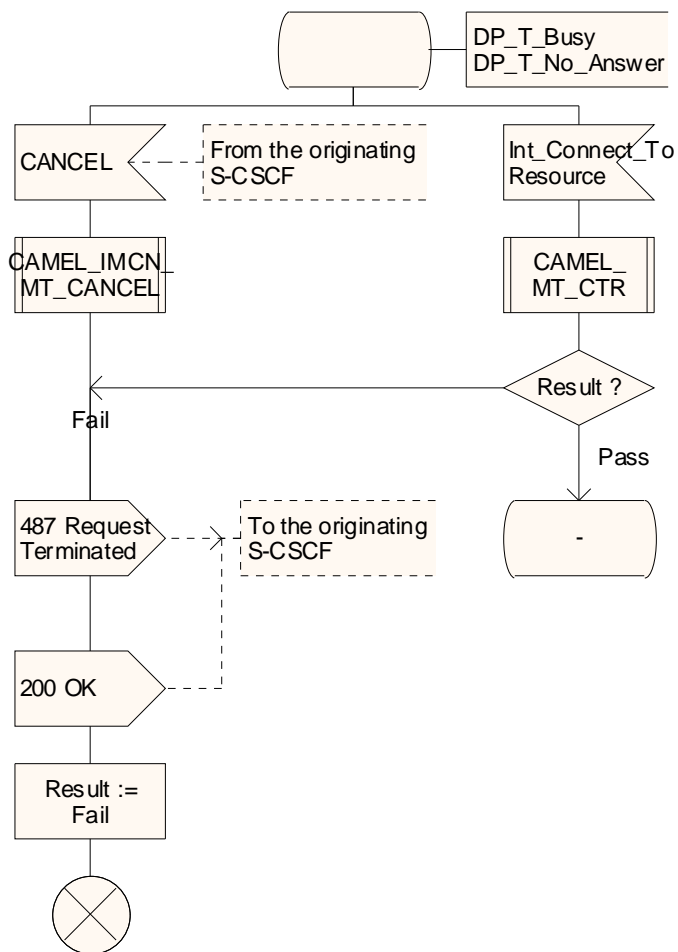 DP_T_Busy
DP_T_No_Answer
CANCEL
From the originating
S-CSCF
Int_Connect_To
Resource
CAMEL_IMCN_
MT_CANCEL
CAMEL_
MT_CTR
Result ?
Fail
Pass
487 Request
Terminated
To the originating
S-CSCF
-
200 OK
Result :=
Fail